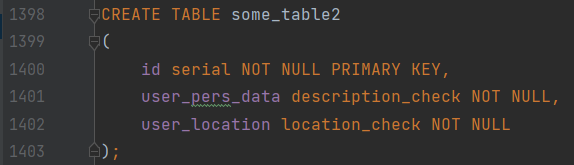 1398 CREATE TABLE some_table2
1399 (
1400 id serial NOT NULL PRIMARY KEY,
1401 user_pers_data description_check NOT NULL,
1402 user_location location_check NOT NULL
1403 );